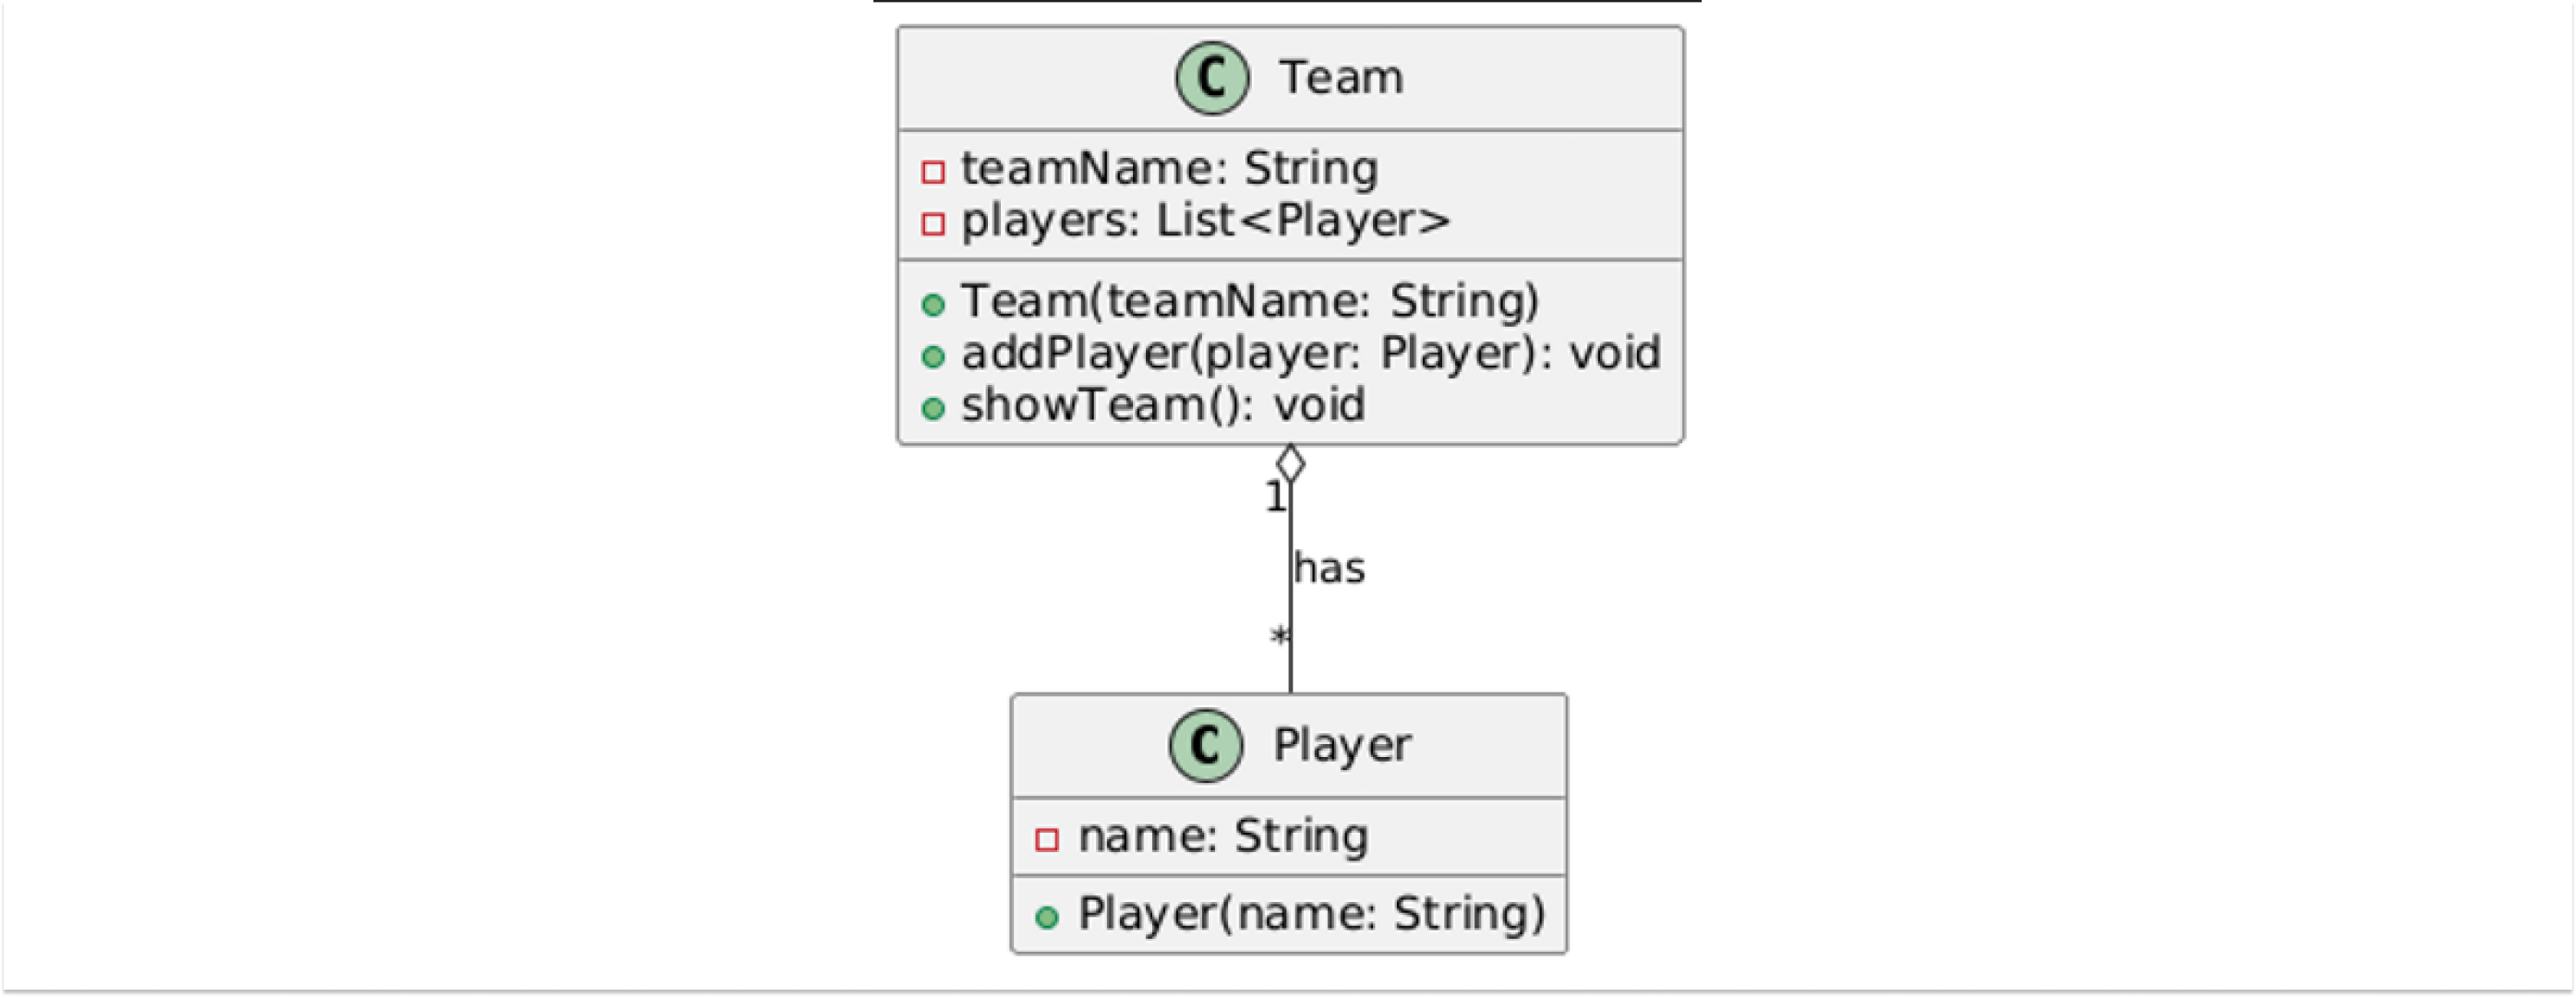 C Team
teamName: String
players: List<Player>
Team(teamName: String)
addPlayer(player: Player): void
showTeam(): void
1
has
*
C Player
name: String
Player(name: String)